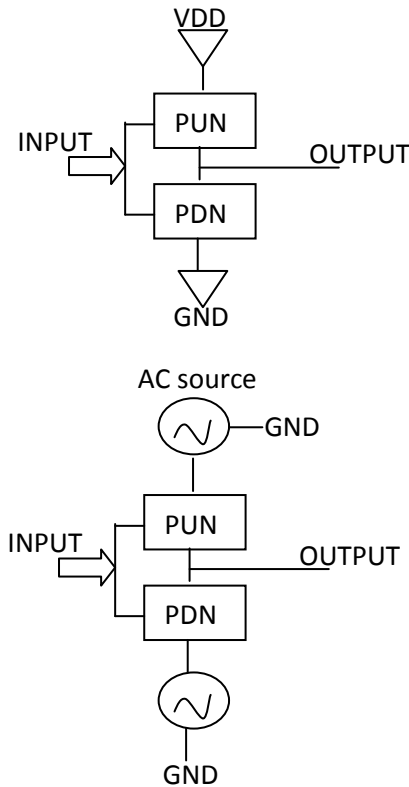 VDD
PUN
INPUT
OUTPUT
PDN
GND
AC source
GND
PUN
INPUT
OUTPUT
PDN
GND